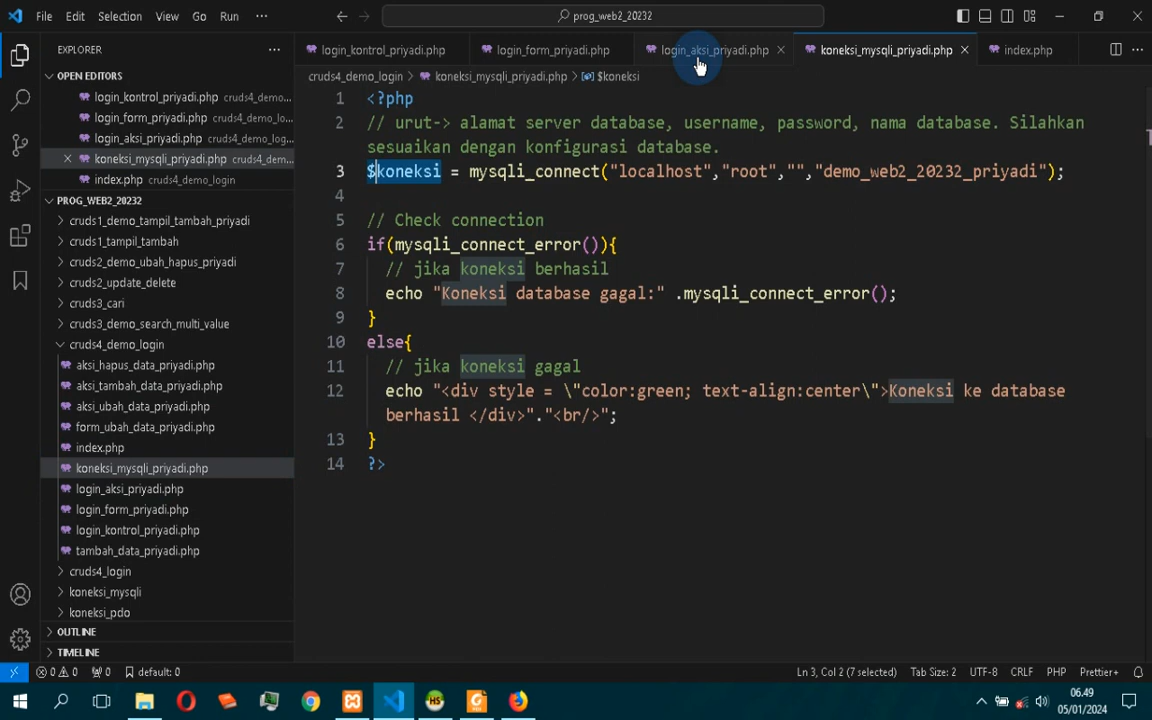 File Edit Selection View Go Run ··· prog_web2_20232
EXPLORER ···
OPEN EDITORS
login_kontrol_priyadi.php cruds4_demo...
login_form_priyadi.php cruds4_demo_lo...
login_aksi_priyadi.php cruds4_demo_lo...
koneksi_mysqli_priyadi.php cruds4_de...
index.php cruds4_demo_login
PROG_WEB2_20232
cruds1_demo_tampil_tambah_priyadi
cruds1_tampil_tambah
cruds2_demo_ubah_hapus_priyadi
cruds2_update_delete
cruds3_cari
cruds3_demo_search_multi_value
cruds4_demo_login
aksi_hapus_data_priyadi.php
aksi_tambah_data_priyadi.php
aksi_ubah_data_priyadi.php
form_ubah_data_priyadi.php
index.php
koneksi_mysqli_priyadi.php
login_aksi_priyadi.php
login_form_priyadi.php
login_kontrol_priyadi.php
tambah_data_priyadi.php
cruds4_login
koneksi_mysqli
koneksi_pdo
OUTLINE
TIMELINE
login_kontrol_priyadi.php login_form_priyadi.php login_aksi_priyadi.php koneksi_mysqli_priyadi.php index.php
cruds4_demo_login > koneksi_mysqli_priyadi.php > $koneksi
1 <?php
2 // urut-> alamat server database, username, password, nama database. Silahkan
sesuaikan dengan konfigurasi database.
3 $koneksi = mysqli_connect("localhost","root","","demo_web2_20232_priyadi");
4
5 // Check connection
6 if(mysqli_connect_error()){
7 // jika koneksi berhasil
8 echo "Koneksi database gagal:" .mysqli_connect_error();
9 }
10 else{
11 // jika koneksi gagal
12 echo "<div style = \"color:green; text-align:center\">Koneksi ke database
berhasil </div>"."<br/>";
13 }
14 ?>
0 0 0 default: 0 Ln 3, Col 2 (7 selected) Tab Size: 2 UTF-8 CRLF PHP Prettier+
06.49
05/01/2024